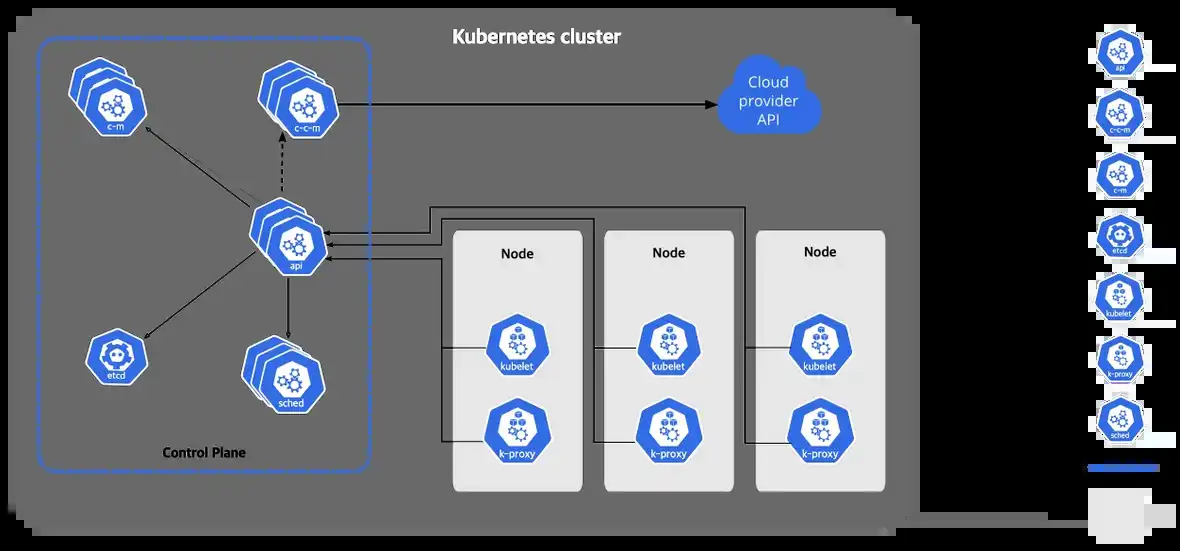 Kubernetes cluster
c-m
c-c-m
Cloud
provider
API
api
etcd
sched
Control Plane
Node
kubelet
k-proxy
Node
kubelet
k-proxy
Node
kubelet
k-proxy
api
c-c-m
c-m
etcd
kubelet
k-proxy
sched